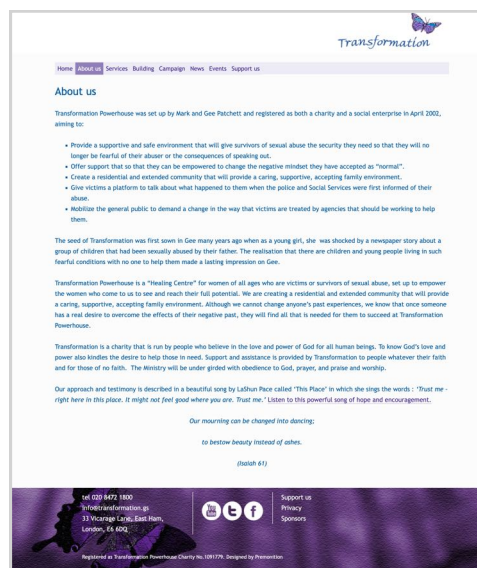 Transformation
Home About us Services Building Campaign News Events Support us
About us
Transformation Powerhouse was set up by Mark and Gee Patchett and registered as both a charity and a social enterprise in April 2002,
aiming to:
• Provide a supportive and safe environment that will give survivors of sexual abuse the security they need so that they will no
longer be fearful of their abuser or the consequences of speaking out.
• Offer support that so that they can be empowered to change the negative mindset they have accepted as “normal”.
• Create a residential and extended community that will provide a caring, supportive, accepting family environment.
• Give victims a platform to talk about what happened to them when the police and Social Services were first informed of their
abuse.
• Mobilize the general public to demand a change in the way that victims are treated by agencies that should be working to help
them.
The seed of Transformation was first sown in Gee many years ago when as a young girl, she was shocked by a newspaper story about a
group of children that had been sexually abused by their father. The realisation that there are children and young people living in such
fearful conditions with no one to help them made a lasting impression on Gee.
Transformation Powerhouse is a “Healing Centre” for women of all ages who are victims or survivors of sexual abuse, set up to empower
the women who come to us to see and reach their full potential. We are creating a residential and extended community that will provide
a caring, supportive, accepting family environment. Although we cannot change anyone’s past experiences, we know that once someone
has a real desire to overcome the effects of their negative past, they will find all that is needed for them to succeed at Transformation
Powerhouse.
Transformation is a charity that is run by people who believe in the love and power of God for all human beings. To know God’s love and
power also kindles the desire to help those in need. Support and assistance is provided by Transformation to people whatever their faith
and for those of no faith. The Ministry will be under girded with obedience to God, prayer, and praise and worship.
Our approach and testimony is described in a beautiful song by LaShun Pace called ‘This Place’ in which she sings the words : ‘Trust me -
right here in this place. It might not feel good where you are. Trust me.’ Listen to this powerful song of hope and encouragement.
Our mourning can be changed into dancing;
to bestow beauty instead of ashes.
(Isaiah 61)
tel 020 8472 1800
info@transformation.gs
33 Vicarage Lane, East Ham,
London, E6 6DQ
You Tube t f
Support us
Privacy
Sponsors
Registered as Transformation Powerhouse Charity No.1091779. Designed by Premonition